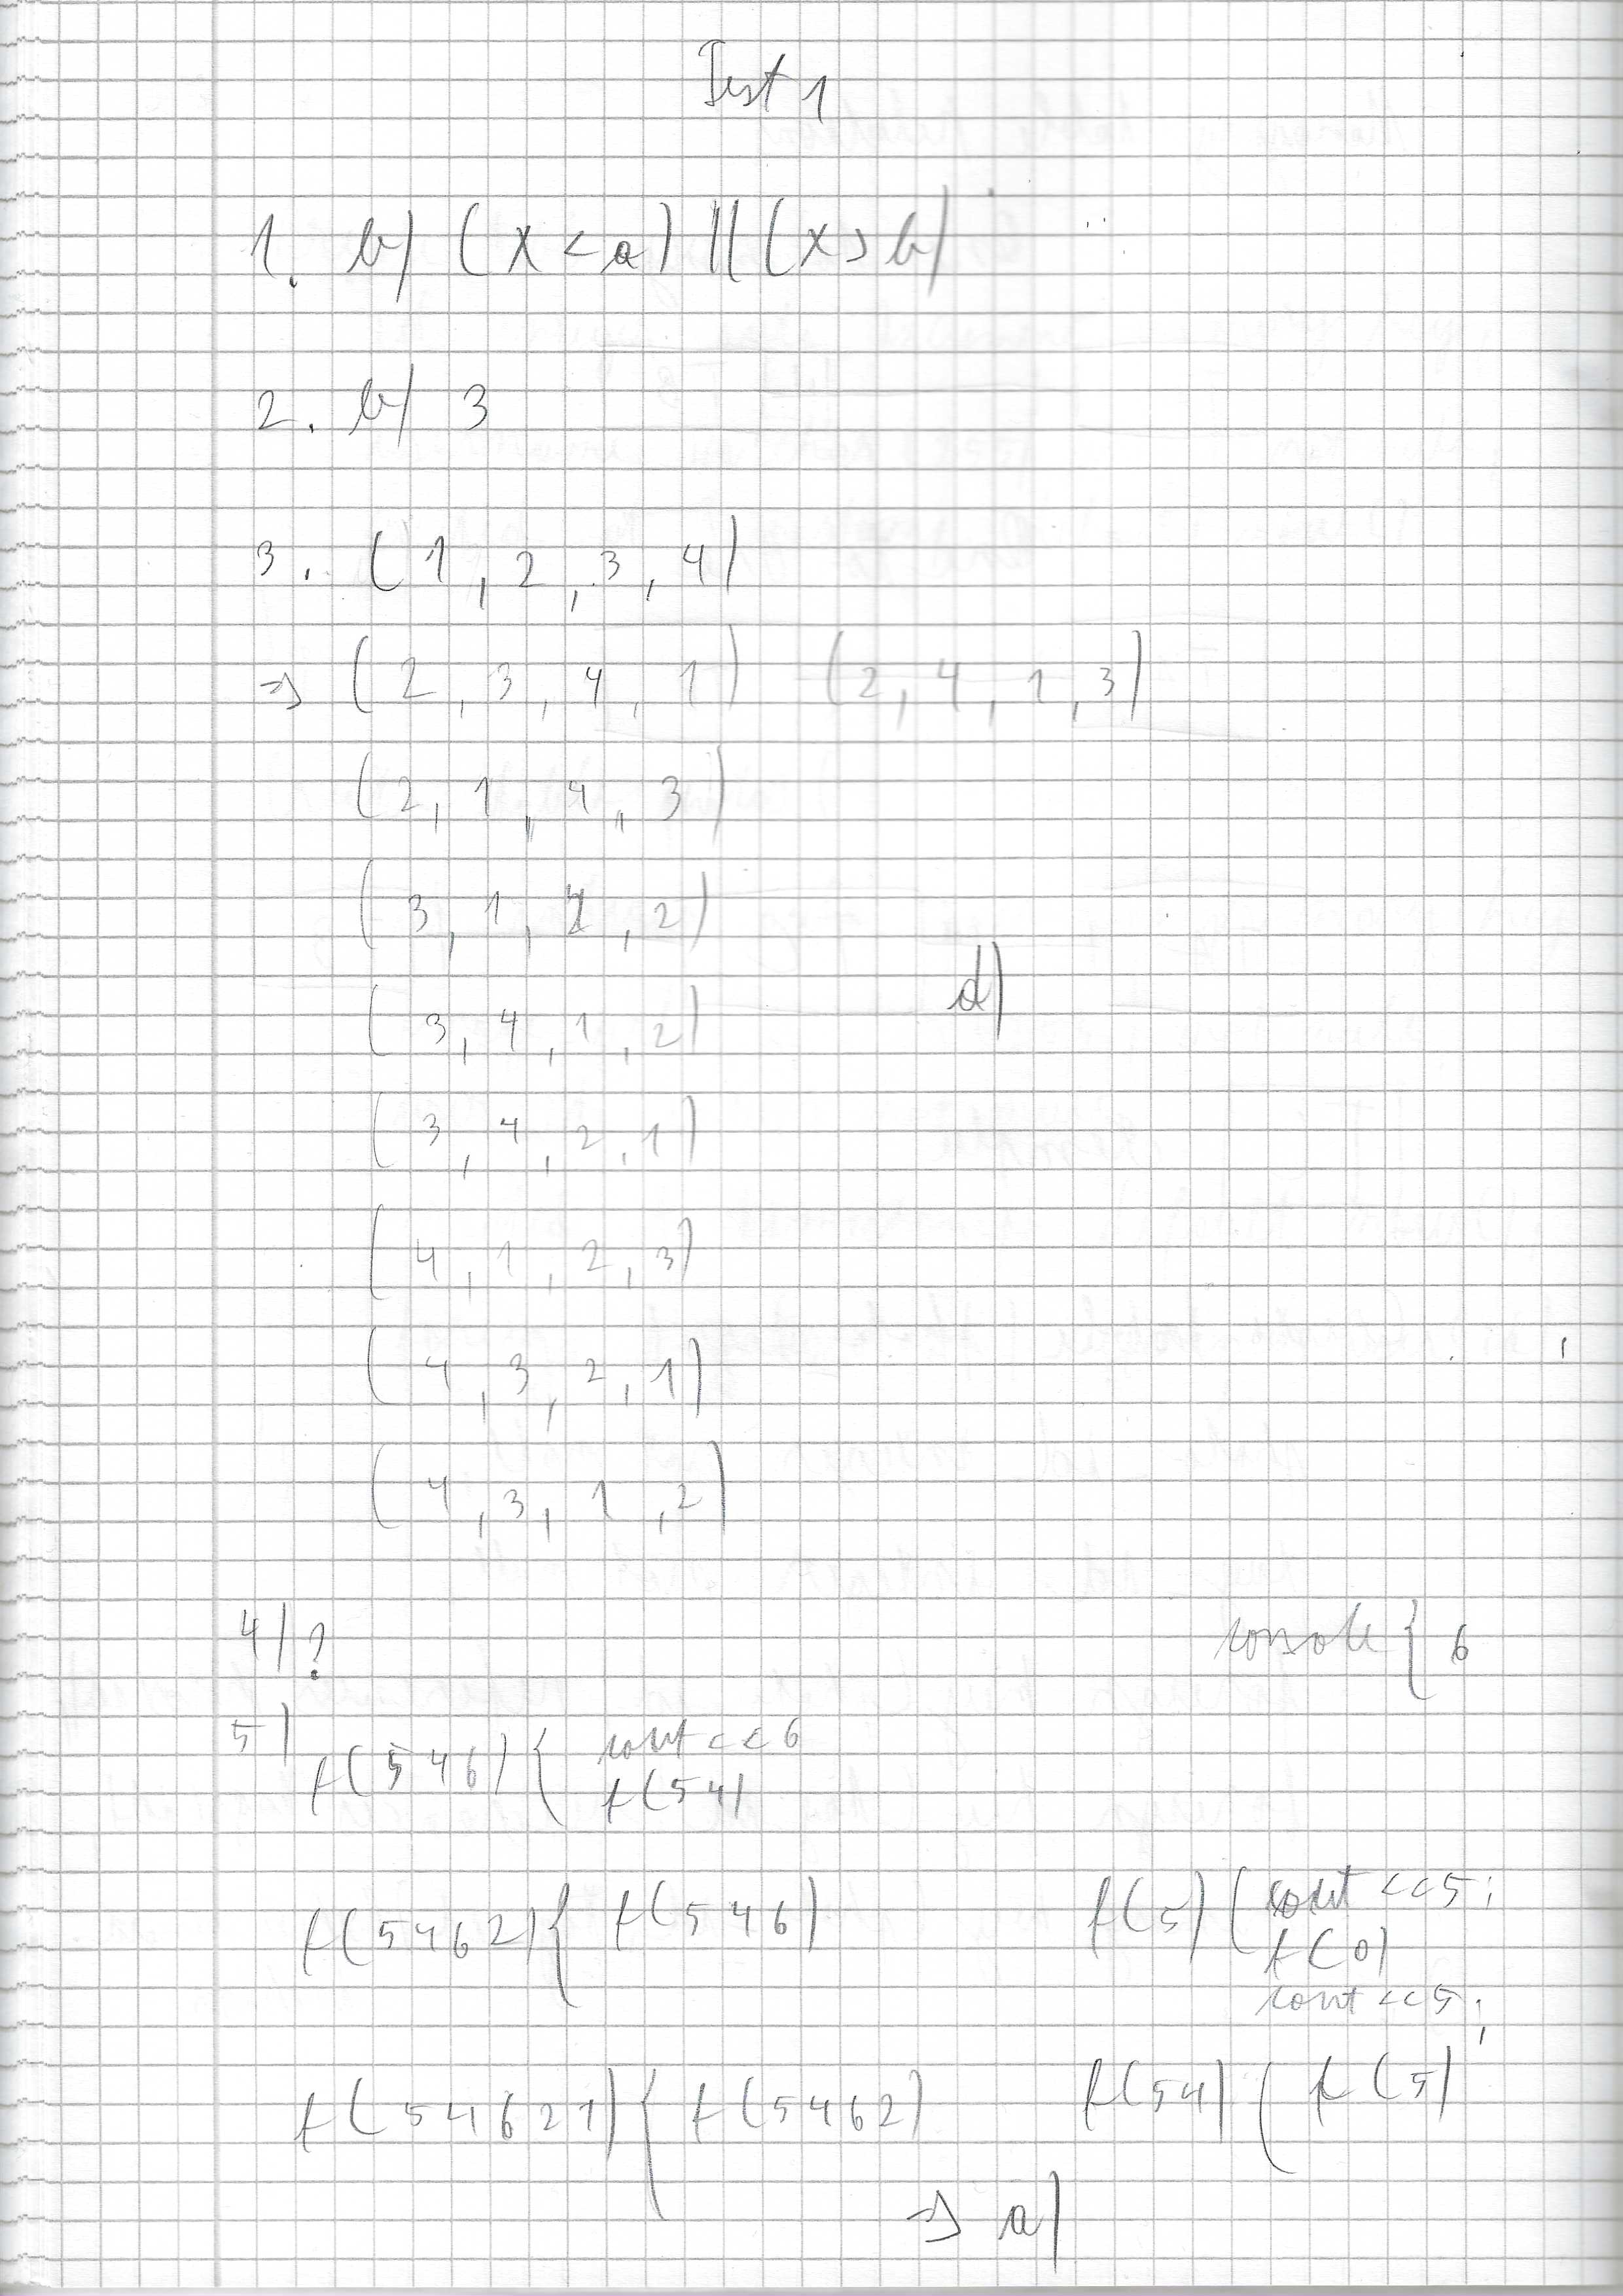 Test 1
1. b) (x < a) || (x > b)
2. b) 3
3. (1, 2, 3, 4)
=> (2, 3, 4, 1) (2, 4, 1, 3)
(2, 1, 4, 3)
(3, 1, 4, 2)
(3, 4, 1, 2)
d)
(3, 4, 2, 1)
(4, 1, 2, 3)
(4, 3, 2, 1)
(4, 3, 1, 2)
4) ?
console { 6
5) f(546) { cout << 6
f(54)
f(5462) { f(546)
f(5) ( cout << 5;
f(0)
cout << 5;
f(54621) { f(5462)
f(54) ( f(5)
=> a)